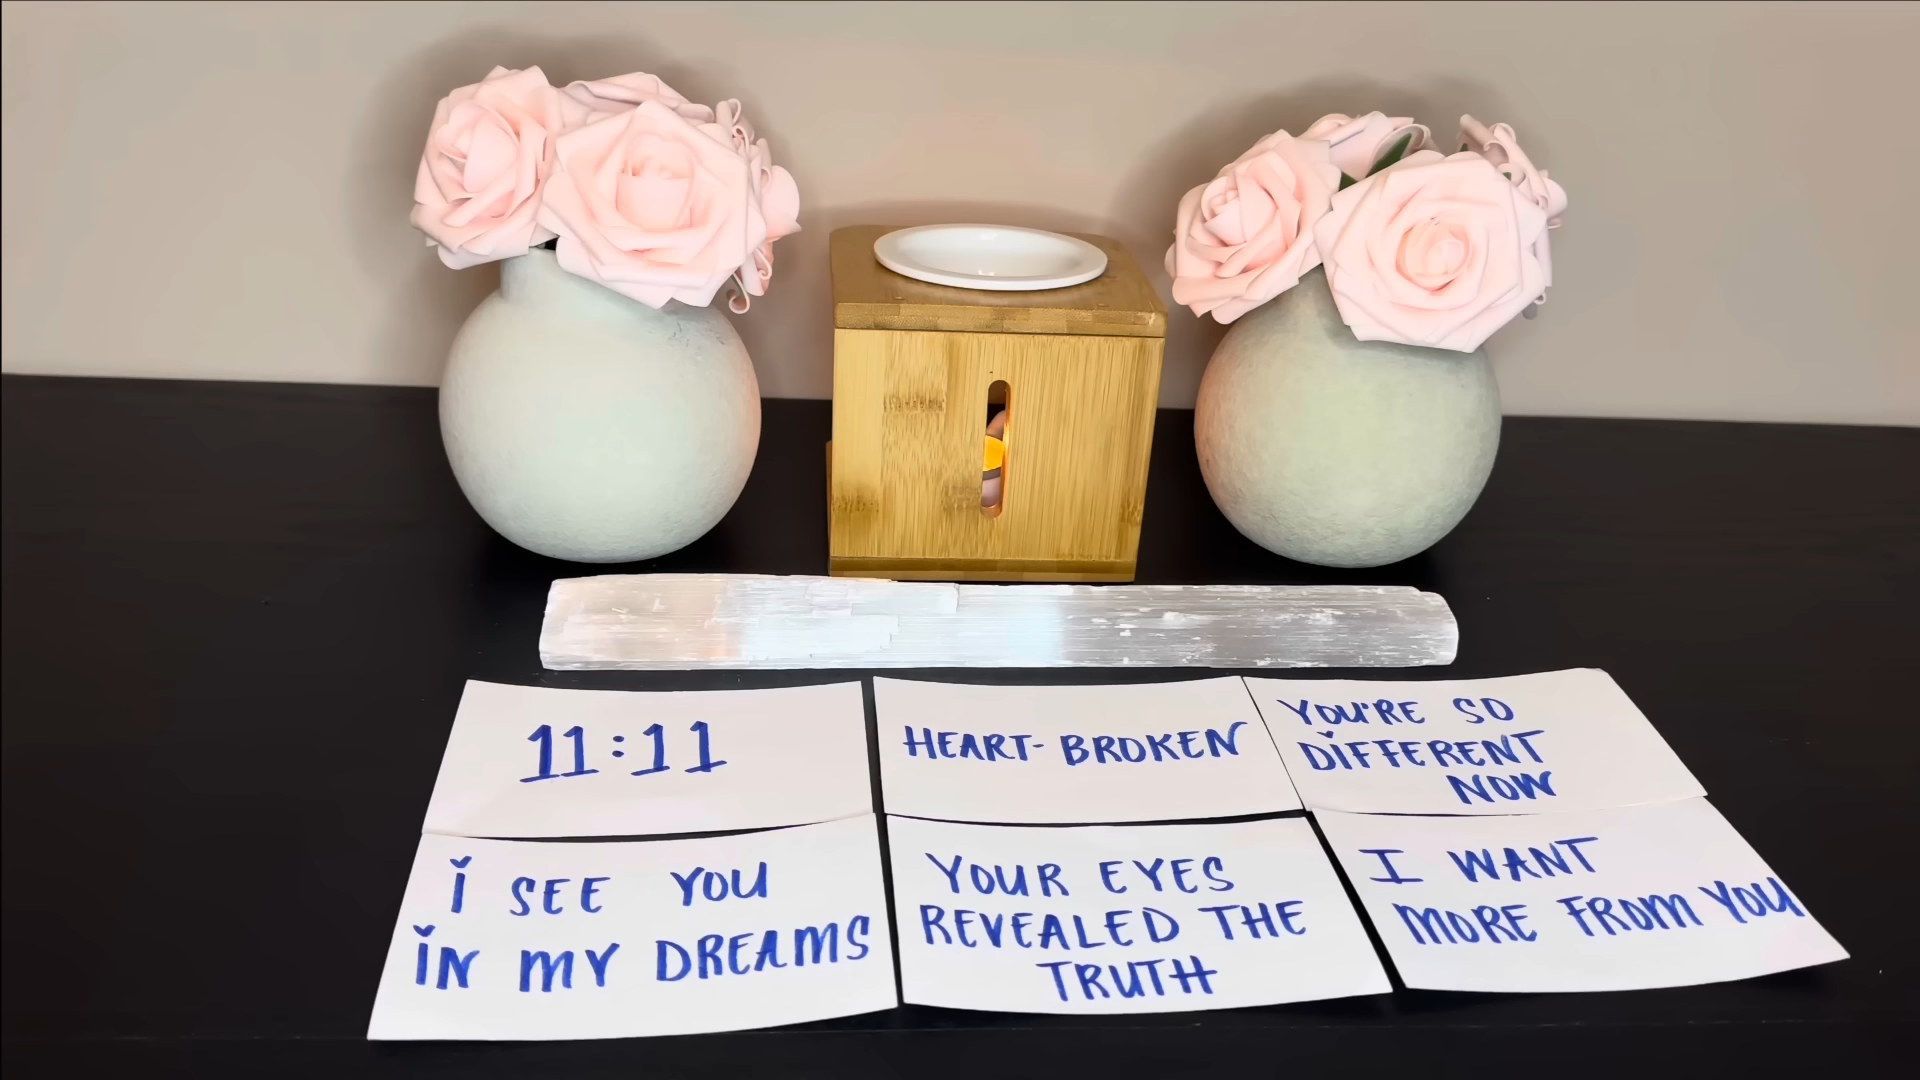 11:11
HEART-BROKEN
YOU'RE SO
DIFFERENT
NOW
I SEE YOU
IN MY DREAMS
YOUR EYES
REVEALED THE
TRUTH
I WANT
MORE FROM YOU